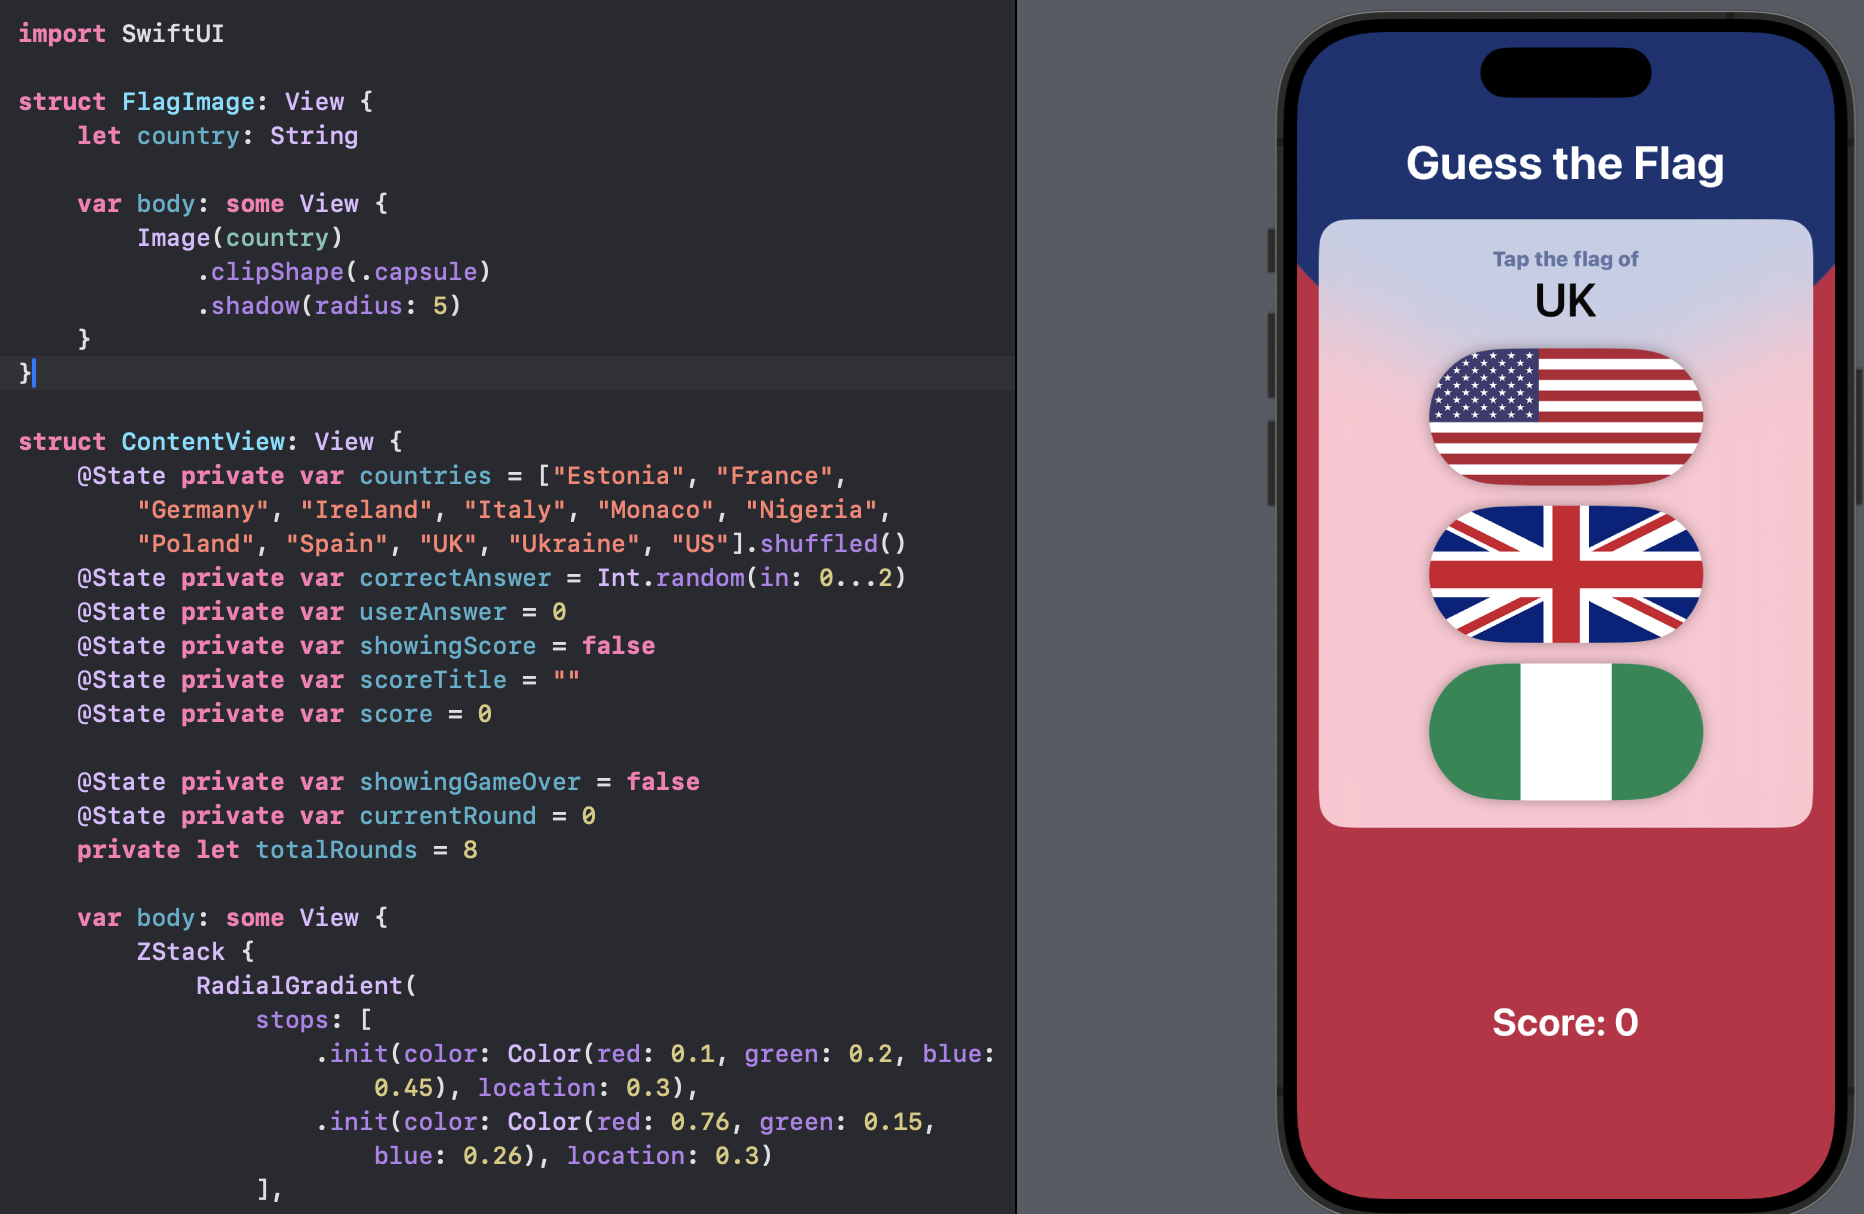 import SwiftUI
struct FlagImage: View {
    let country: String
    var body: some View {
        Image(country)
            .clipShape(.capsule)
            .shadow(radius: 5)
    }
}
struct ContentView: View {
    @State private var countries = ["Estonia", "France",
        "Germany", "Ireland", "Italy", "Monaco", "Nigeria",
        "Poland", "Spain", "UK", "Ukraine", "US"].shuffled()
    @State private var correctAnswer = Int.random(in: 0...2)
    @State private var userAnswer = 0
    @State private var showingScore = false
    @State private var scoreTitle = ""
    @State private var score = 0
    @State private var showingGameOver = false
    @State private var currentRound = 0
    private let totalRounds = 8
    var body: some View {
        ZStack {
            RadialGradient(
                stops: [
                    .init(color: Color(red: 0.1, green: 0.2, blue:
                        0.45), location: 0.3),
                    .init(color: Color(red: 0.76, green: 0.15,
                        blue: 0.26), location: 0.3)
                ],
Guess the Flag
Tap the flag of
UK
Score: 0